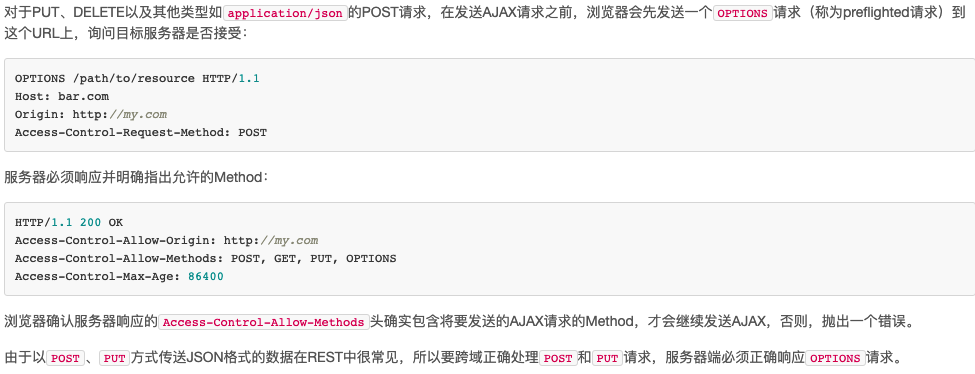 对于PUT、DELETE以及其他类型如application/json的POST请求，在发送AJAX请求之前，浏览器会先发送一个OPTIONS请求（称为preflighted请求）到
这个URL上，询问目标服务器是否接受：
OPTIONS /path/to/resource HTTP/1.1
Host: bar.com
Origin: http://my.com
Access-Control-Request-Method: POST
服务器必须响应并明确指出允许的Method：
HTTP/1.1 200 OK
Access-Control-Allow-Origin: http://my.com
Access-Control-Allow-Methods: POST, GET, PUT, OPTIONS
Access-Control-Max-Age: 86400
浏览器确认服务器响应的Access-Control-Allow-Methods头确实包含将要发送的AJAX请求的Method，才会继续发送AJAX，否则，抛出一个错误。
由于以POST、PUT方式传送JSON格式的数据在REST中很常见，所以要跨域正确处理POST和PUT请求，服务器端必须正确响应OPTIONS请求。